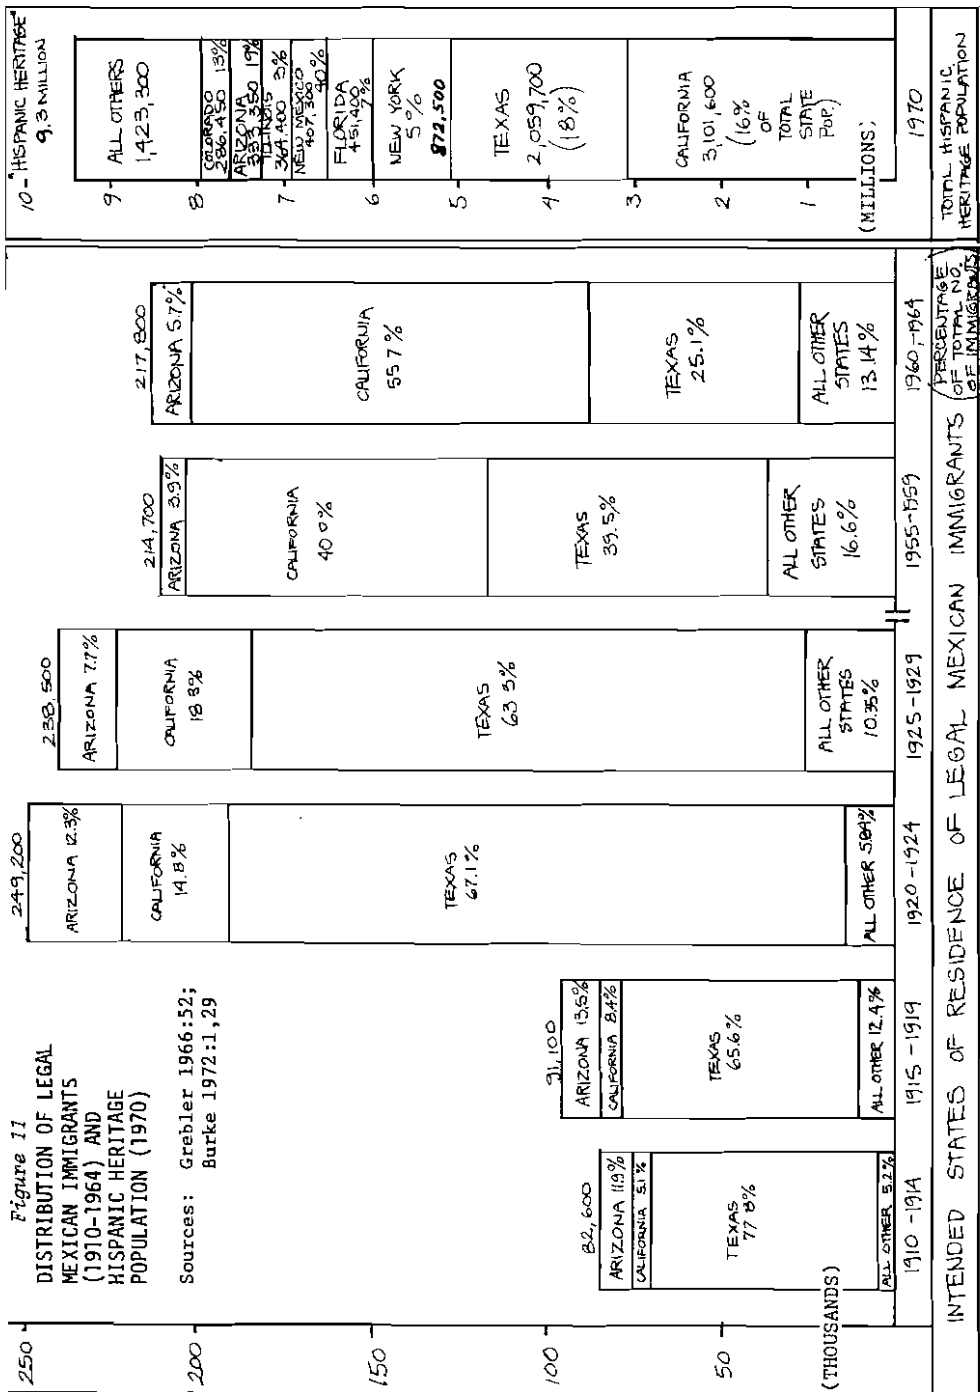 Figure 11
DISTRIBUTION OF LEGAL
MEXICAN IMMIGRANTS
(1910-1964) AND
HISPANIC HERITAGE
POPULATION (1970)
Sources: Grebler 1966:52;
Burke 1972:1,29
250
200
150
100
50
(THOUSANDS)
82,600
ARIZONA 11.9%
CALIFORNIA 5.1%
TEXAS
77.8%
ALL OTHER 5.2%
1910-1914
91,100
ARIZONA 13.5%
CALIFORNIA 8.4%
TEXAS
65.6%
ALL OTHER 12.4%
1915-1919
249,200
ARIZONA 12.3%
CALIFORNIA
14.8%
TEXAS
67.1%
ALL OTHER
1920-1924
238,500
ARIZONA 7.7%
CALIFORNIA
18.3%
TEXAS
63.3%
ALL OTHER
STATES
10.35%
1925-1929
214,700
ARIZONA 3.9%
CALIFORNIA
40.0%
TEXAS
39.5%
ALL OTHER
STATES
16.6%
1955-1959
217,800
ARIZONA 5.7%
CALIFORNIA
55.7%
TEXAS
25.1%
ALL OTHER
STATES
13.14%
1960-1964
INTENDED STATES OF RESIDENCE OF LEGAL MEXICAN IMMIGRANTS
(PERCENTAGE
OF TOTAL NO.
OF IMMIGRANTS)
10 - "HISPANIC HERITAGE"
9.3 MILLION
9
8
7
6
5
4
3
2
1
(MILLIONS)
ALL OTHERS
1,423,300
COLORADO
286,450 13%
ARIZONA
333,350 19%
ILLINOIS
364,400 3%
NEW MEXICO
407,300
40%
FLORIDA
451,400
7%
NEW YORK
5%
872,500
TEXAS
2,059,700
(18%)
CALIFORNIA
3,101,600
(16%
OF
TOTAL
STATE
POP.)
1970
TOTAL HISPANIC
HERITAGE POPULATION